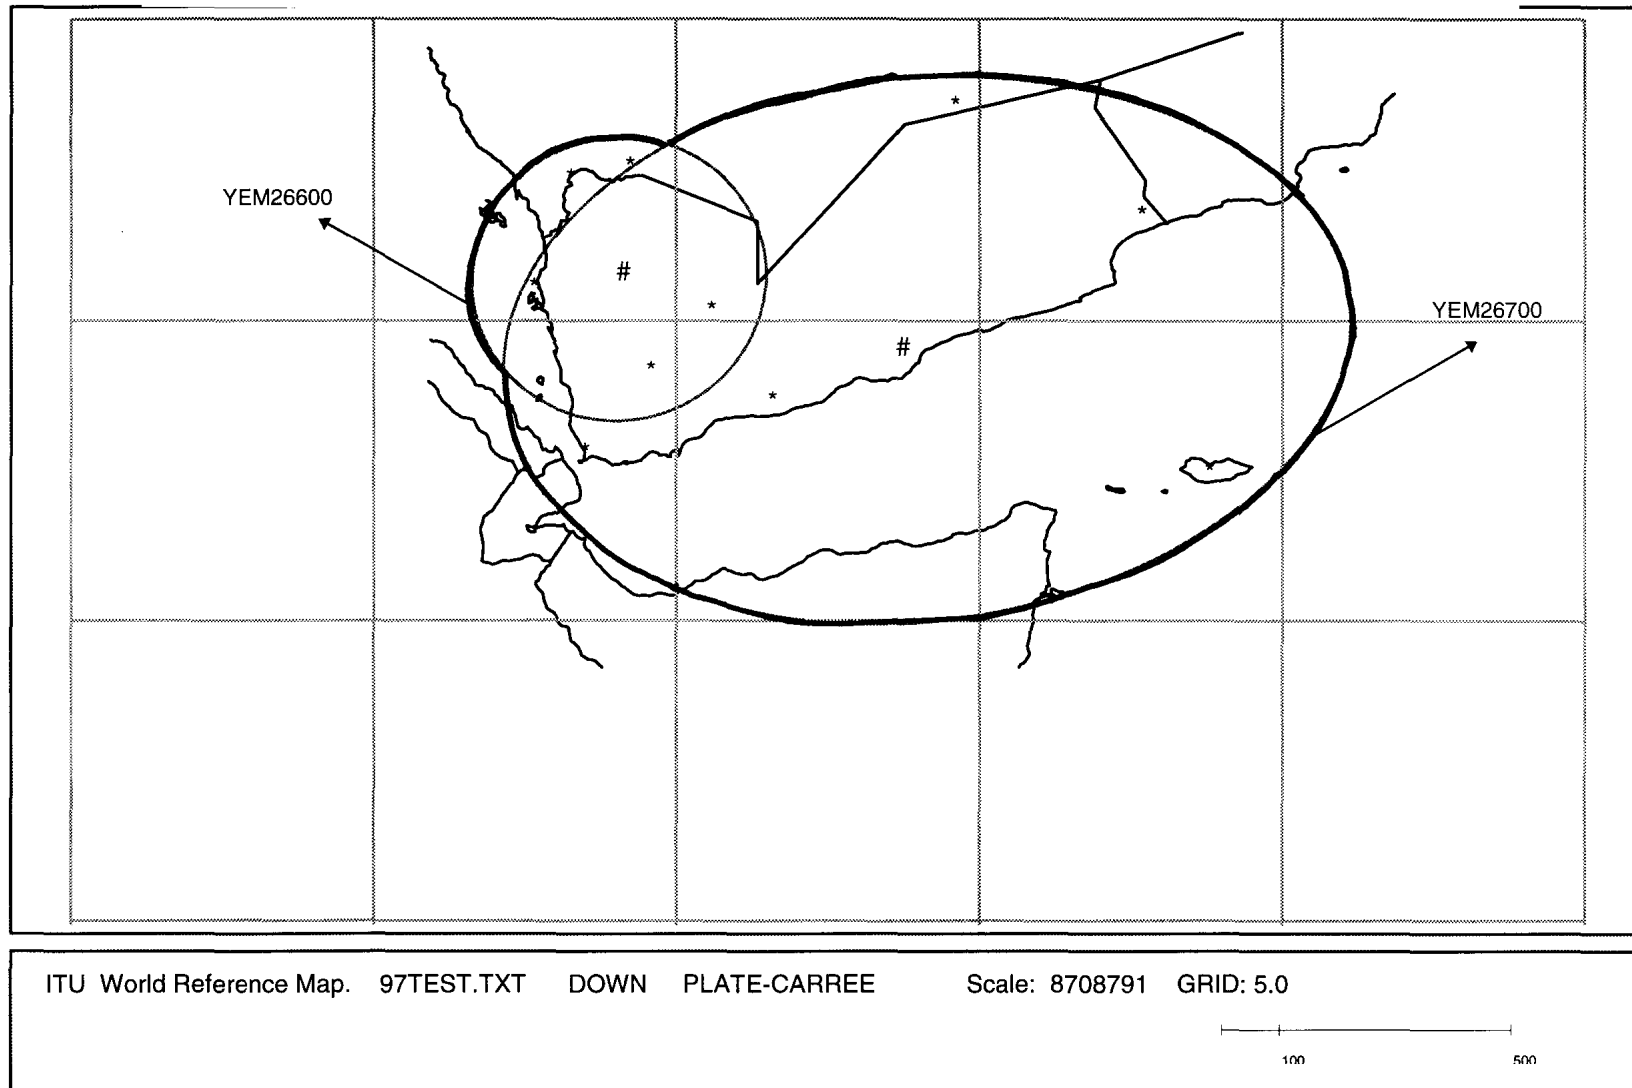 YEM26600
YEM26700
ITU World Reference Map. 97TEST.TXT DOWN PLATE-CARREE Scale: 8708791 GRID: 5.0
100 500